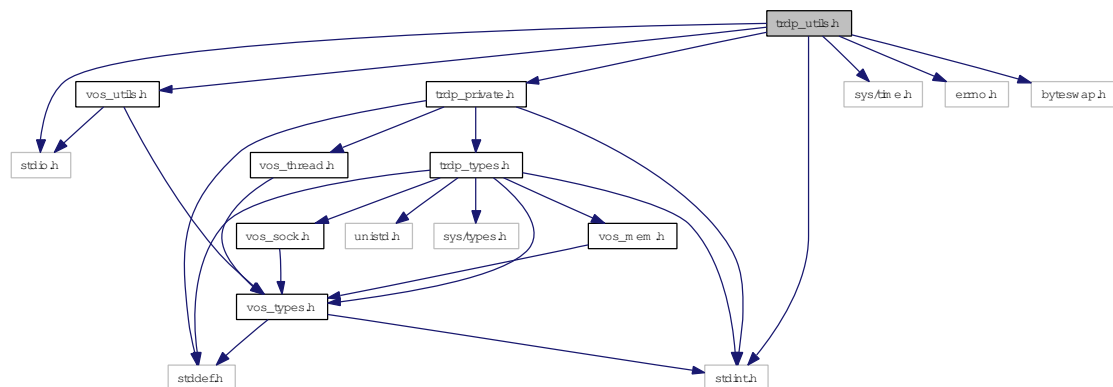 trdp_utils.h
vos_utils.h
trdp_private.h
sys/time.h
errno.h
byteswap.h
stdio.h
vos_thread.h
trdp_types.h
vos_sock.h
unistd.h
sys/types.h
vos_mem.h
vos_types.h
stddef.h
stdint.h